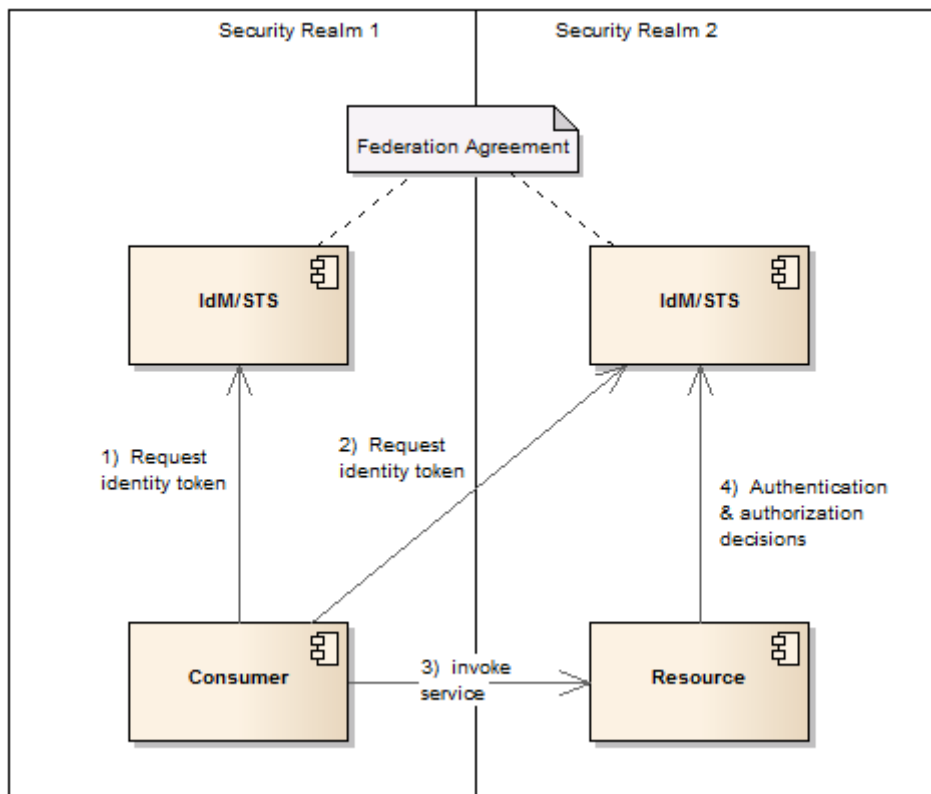 Security Realm 1
Security Realm 2
Federation Agreement
IdM/STS
IdM/STS
1) Request
identity token
2) Request
identity token
4) Authentication
& authorization
decisions
Consumer
3) invoke
service
Resource